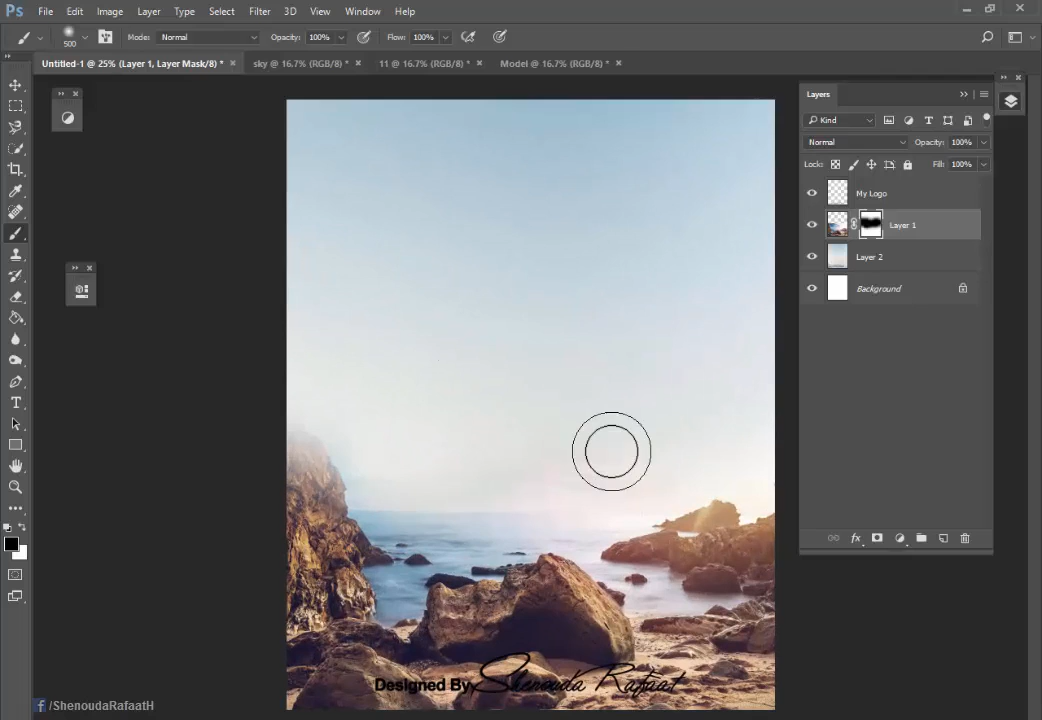 Ps File Edit Image Layer Type Select Filter 3D View Window Help
500 Mode: Normal Opacity: 100% Flow: 100%
Untitled-1 @ 25% (Layer 1, Layer Mask/8) * × sky @ 16.7% (RGB/8) * × 11 @ 16.7% (RGB/8) * × Model @ 16.7% (RGB/8) * ×
Layers
Kind
Normal Opacity: 100%
Lock: Fill: 100%
My Logo
Layer 1
Layer 2
Background
fx
Designed By Shenouda Rafaat
f /ShenoudaRafaatH